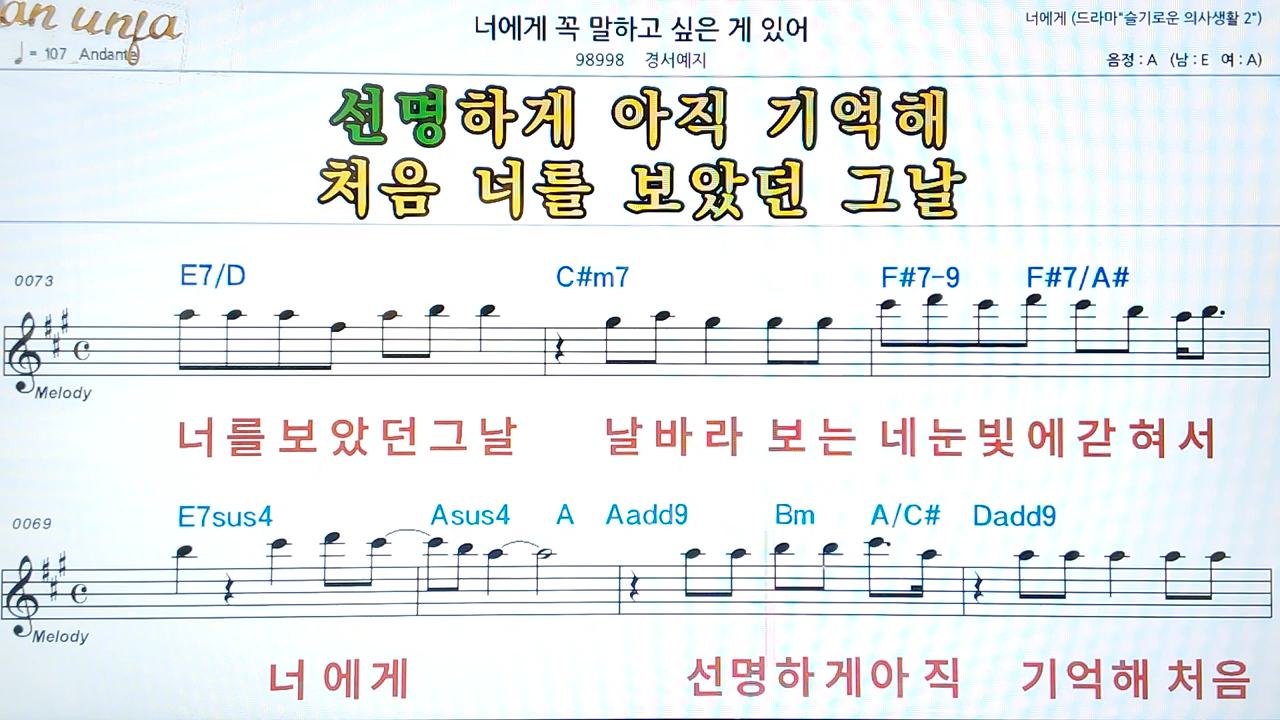 an unja
너에게 꼭 말하고 싶은 게 있어
너에게 (드라마"슬기로운 의사생활 2")
♩= 107 Andante
98998 경서예지
음정 : A (남 : E 여 : A)
선명하게 아직 기억해
처음 너를 보았던 그날
0073
E7/D C#m7 F#7-9 F#7/A#
Melody
너를보았던그날 날바라 보는 네눈빛에갇혀서
0069
E7sus4 Asus4 A Aadd9 Bm A/C# Dadd9
Melody
너에게 선명하게아직 기억해 처음